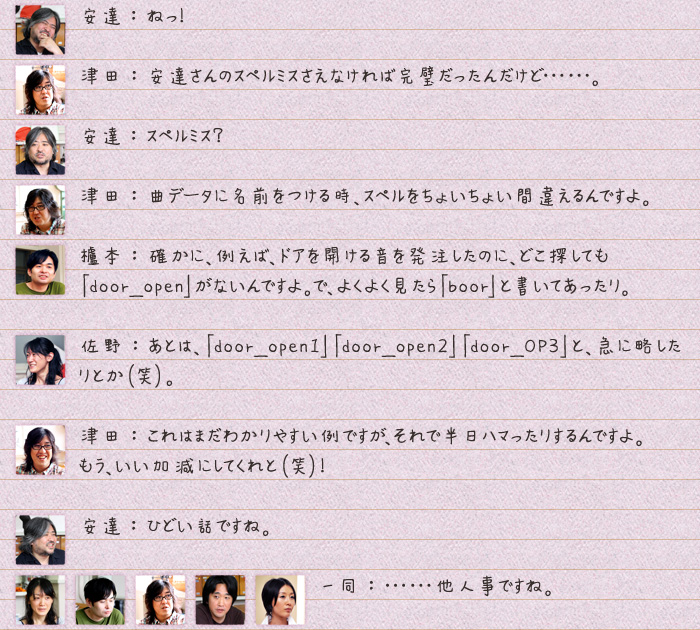 安達：ねっ！
津田：安達さんのスペルミスさえなければ完璧だったんだけど……。
安達：スペルミス？
津田：曲データに名前をつける時、スペルをちょいちょい間違えるんですよ。
櫨本：確かに、例えば、ドアを開ける音を発注したのに、どこ探しても
「door_open」がないんですよ。で、よくよく見たら「boor」と書いてあったり。
佐野：あとは、「door_open1」「door_open2」「door_OP3」と、急に略した
りとか（笑）。
津田：これはまだわかりやすい例ですが、それで半日ハマったりするんですよ。
もう、いい加減にしてくれと（笑）！
安達：ひどい話ですね。
一同：……他人事ですね。